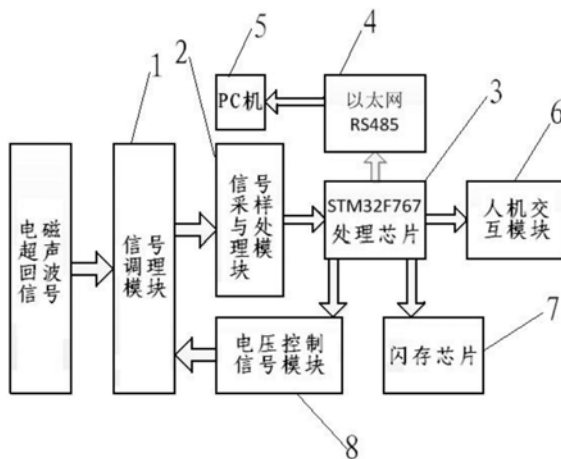 5
4
1
2
PC机
以太网
RS485
3
6
电磁
超声
回波
信号
信号
调理
模块
信号
采样
与处
理模
块
STM32F767
处理芯片
人机交
互模块
电压控制
信号模块
闪存芯片
7
8